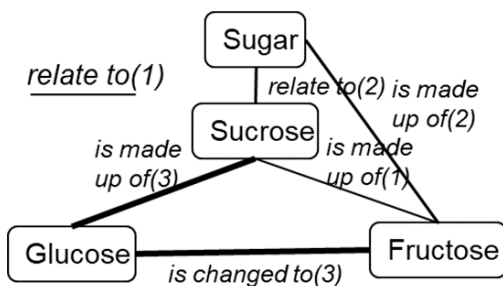 Sugar
relate to(1)
relate to(2)
is made
up of(2)
Sucrose
is made
up of(3)
is made
up of(1)
Glucose
Fructose
is changed to(3)